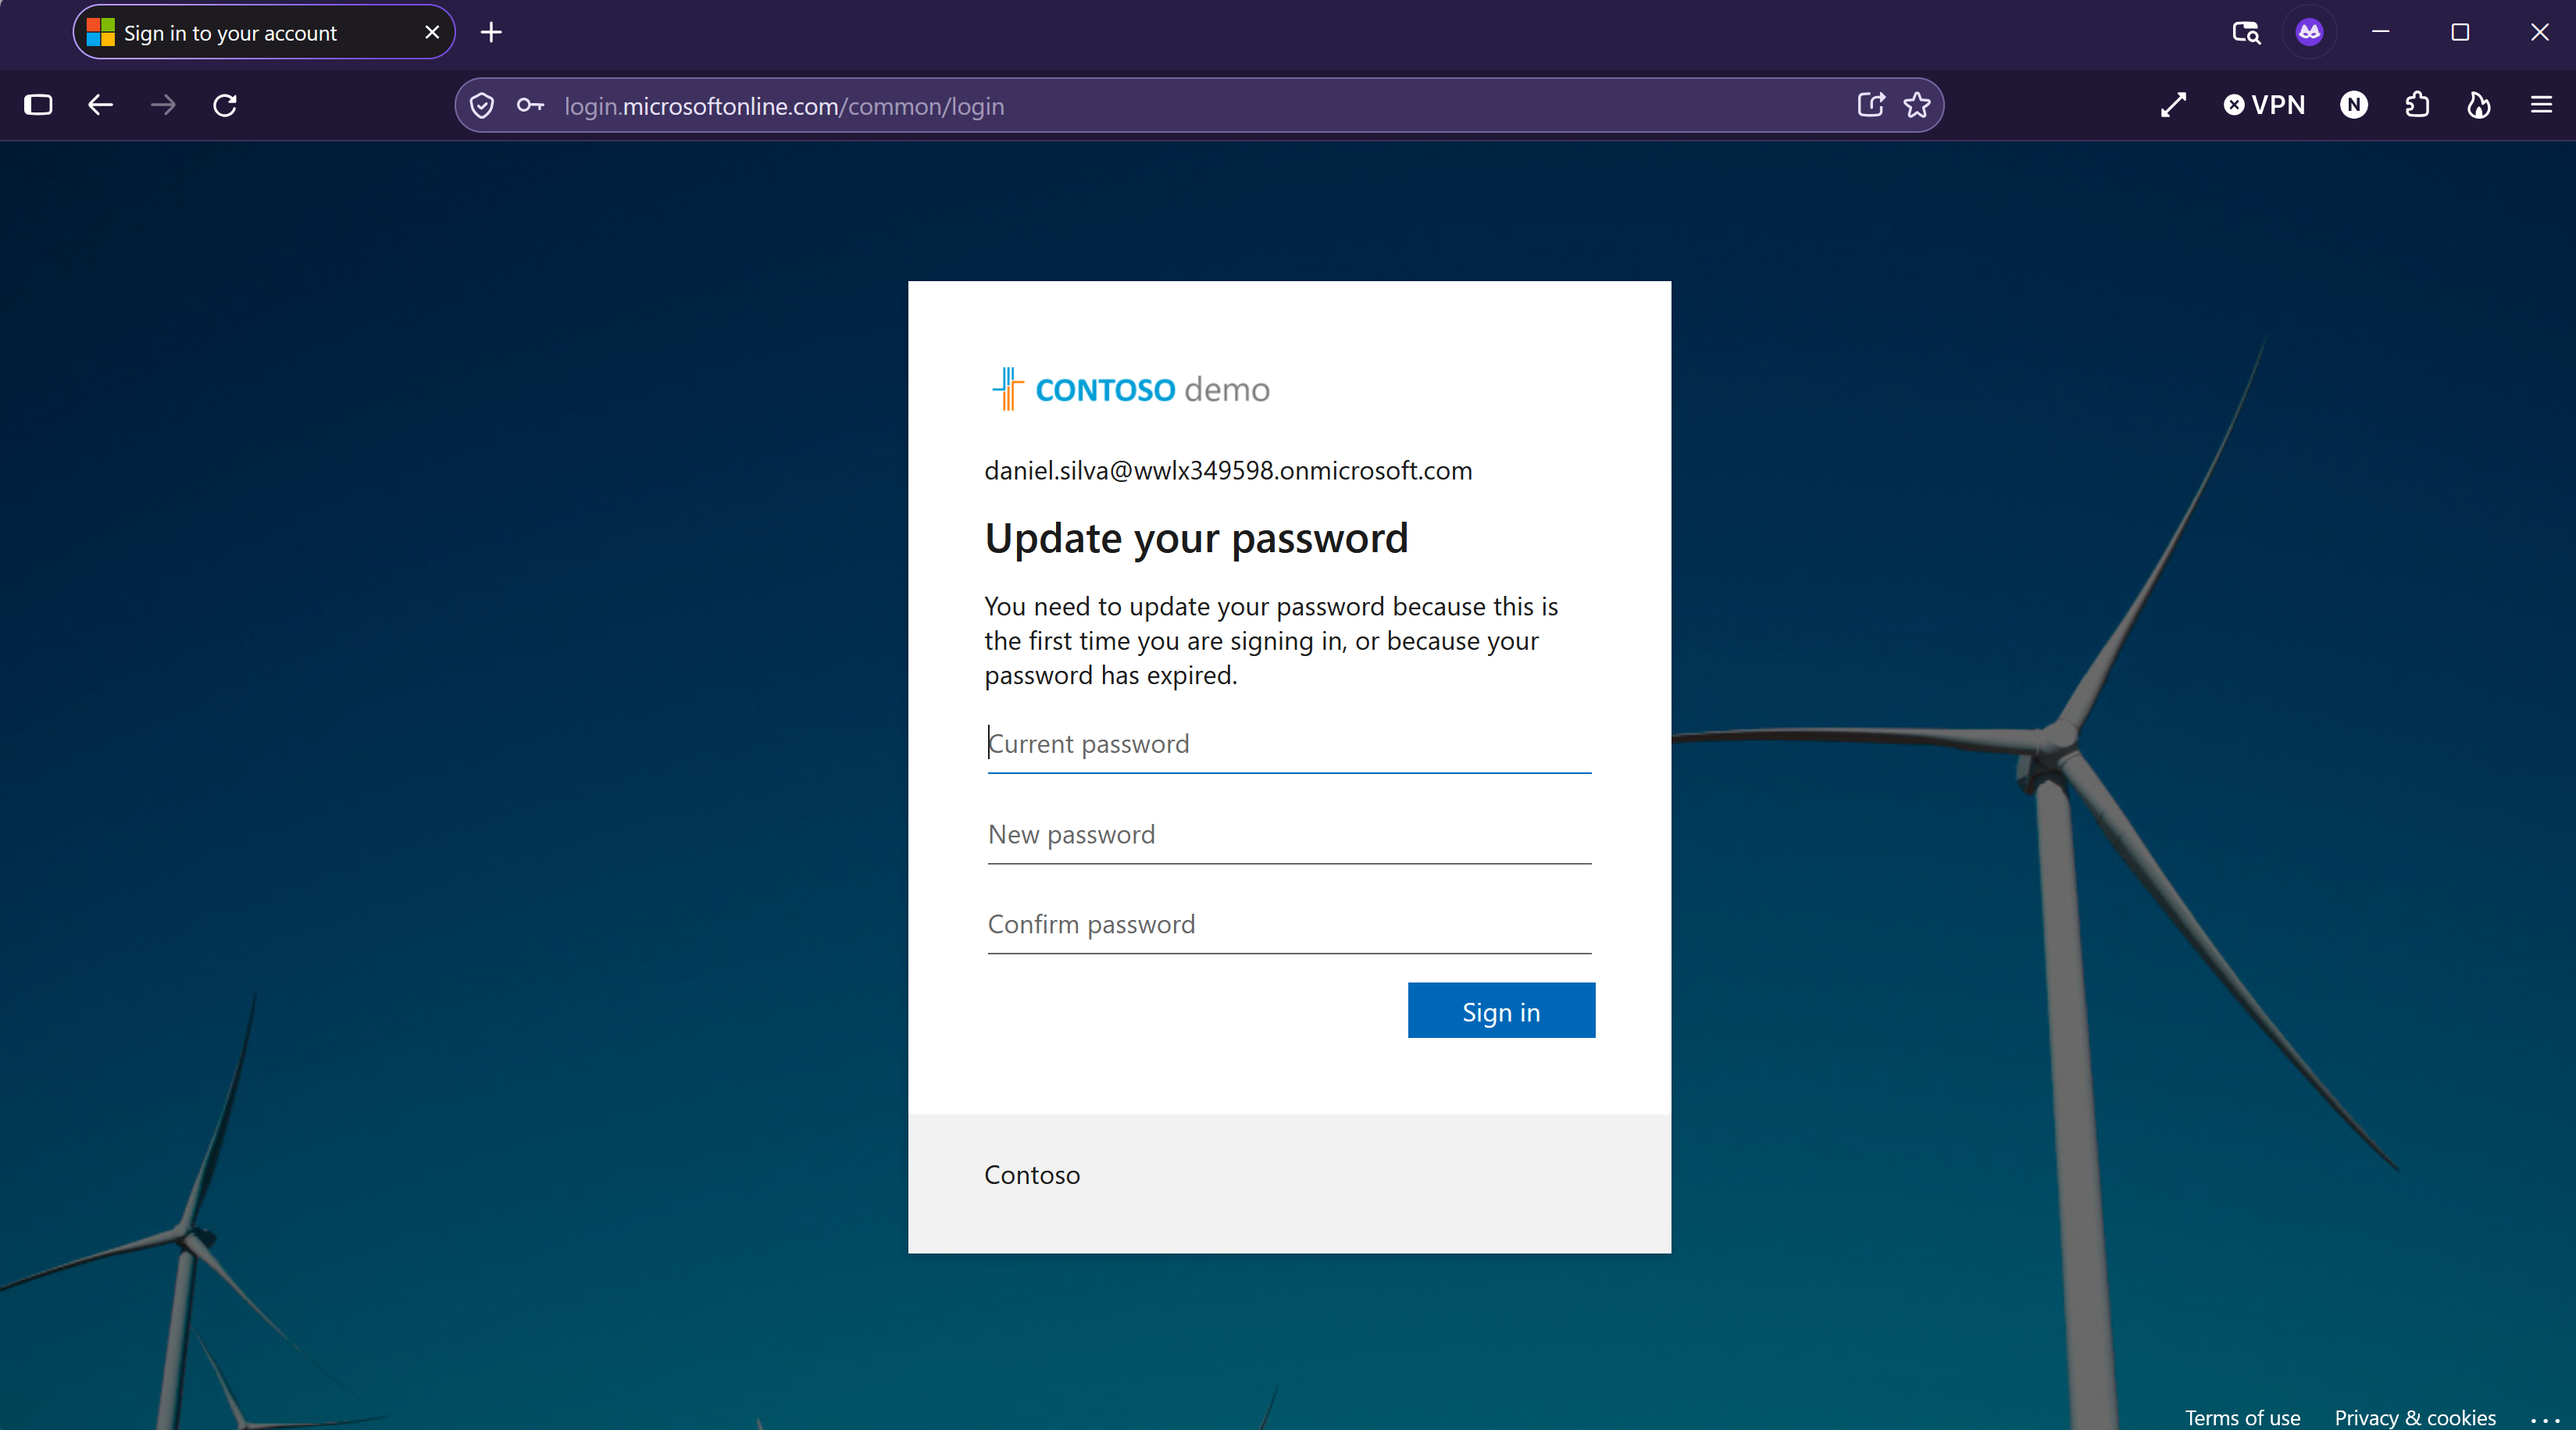 Sign in to your account
login.microsoftonline.com/common/login
VPN
N
CONTOSO demo
daniel.silva@wwlx349598.onmicrosoft.com
Update your password
You need to update your password because this is
the first time you are signing in, or because your
password has expired.
Current password
New password
Confirm password
Sign in
Contoso
Terms of use
Privacy & cookies
...